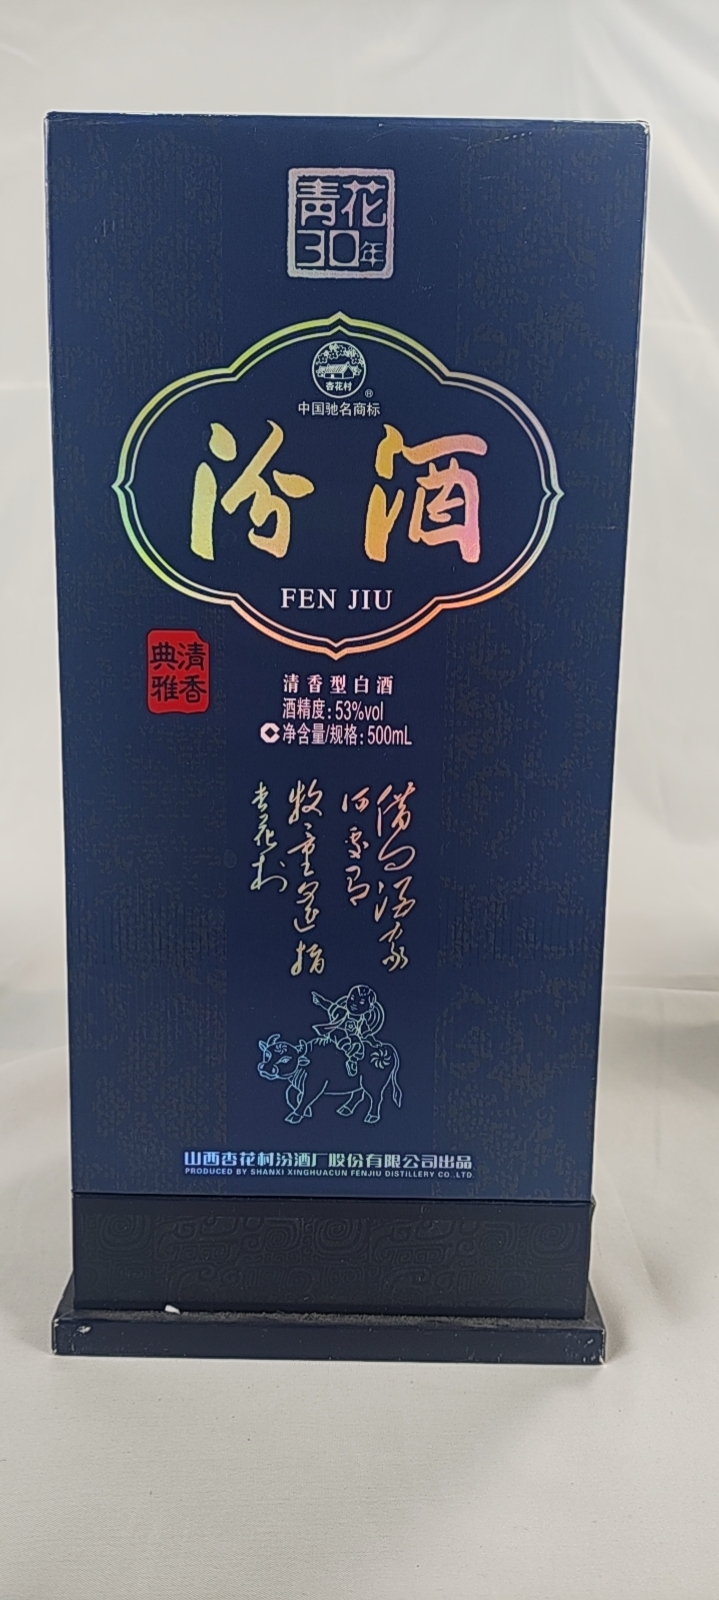 青花
30年
杏花村
®
中国驰名商标
汾酒
FEN JIU
清香
典雅
清香型白酒
酒精度:53%vol
净含量/规格:500mL
借问酒家
何处有
牧童遥指
杏花村
山西杏花村汾酒厂股份有限公司出品
PRODUCED BY SHANXI XINGHUACUN FENJIU DISTILLERY CO.,LTD.